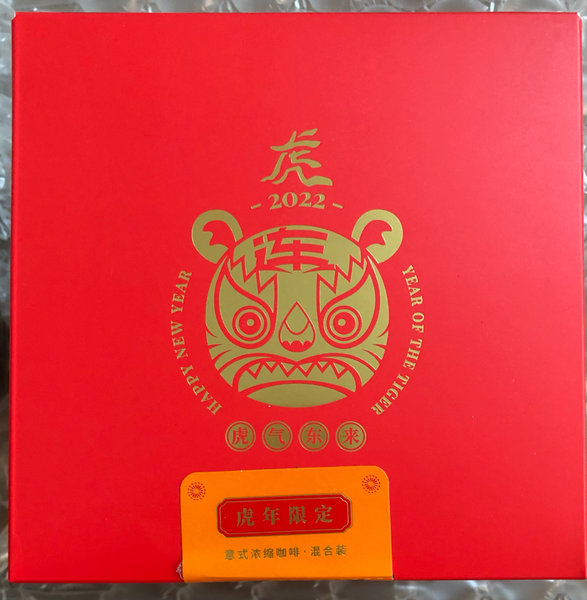 虎
- 2022 -
连
HAPPY NEW YEAR
YEAR OF THE TIGER
虎气东来
虎年限定
意式浓缩咖啡·混合装